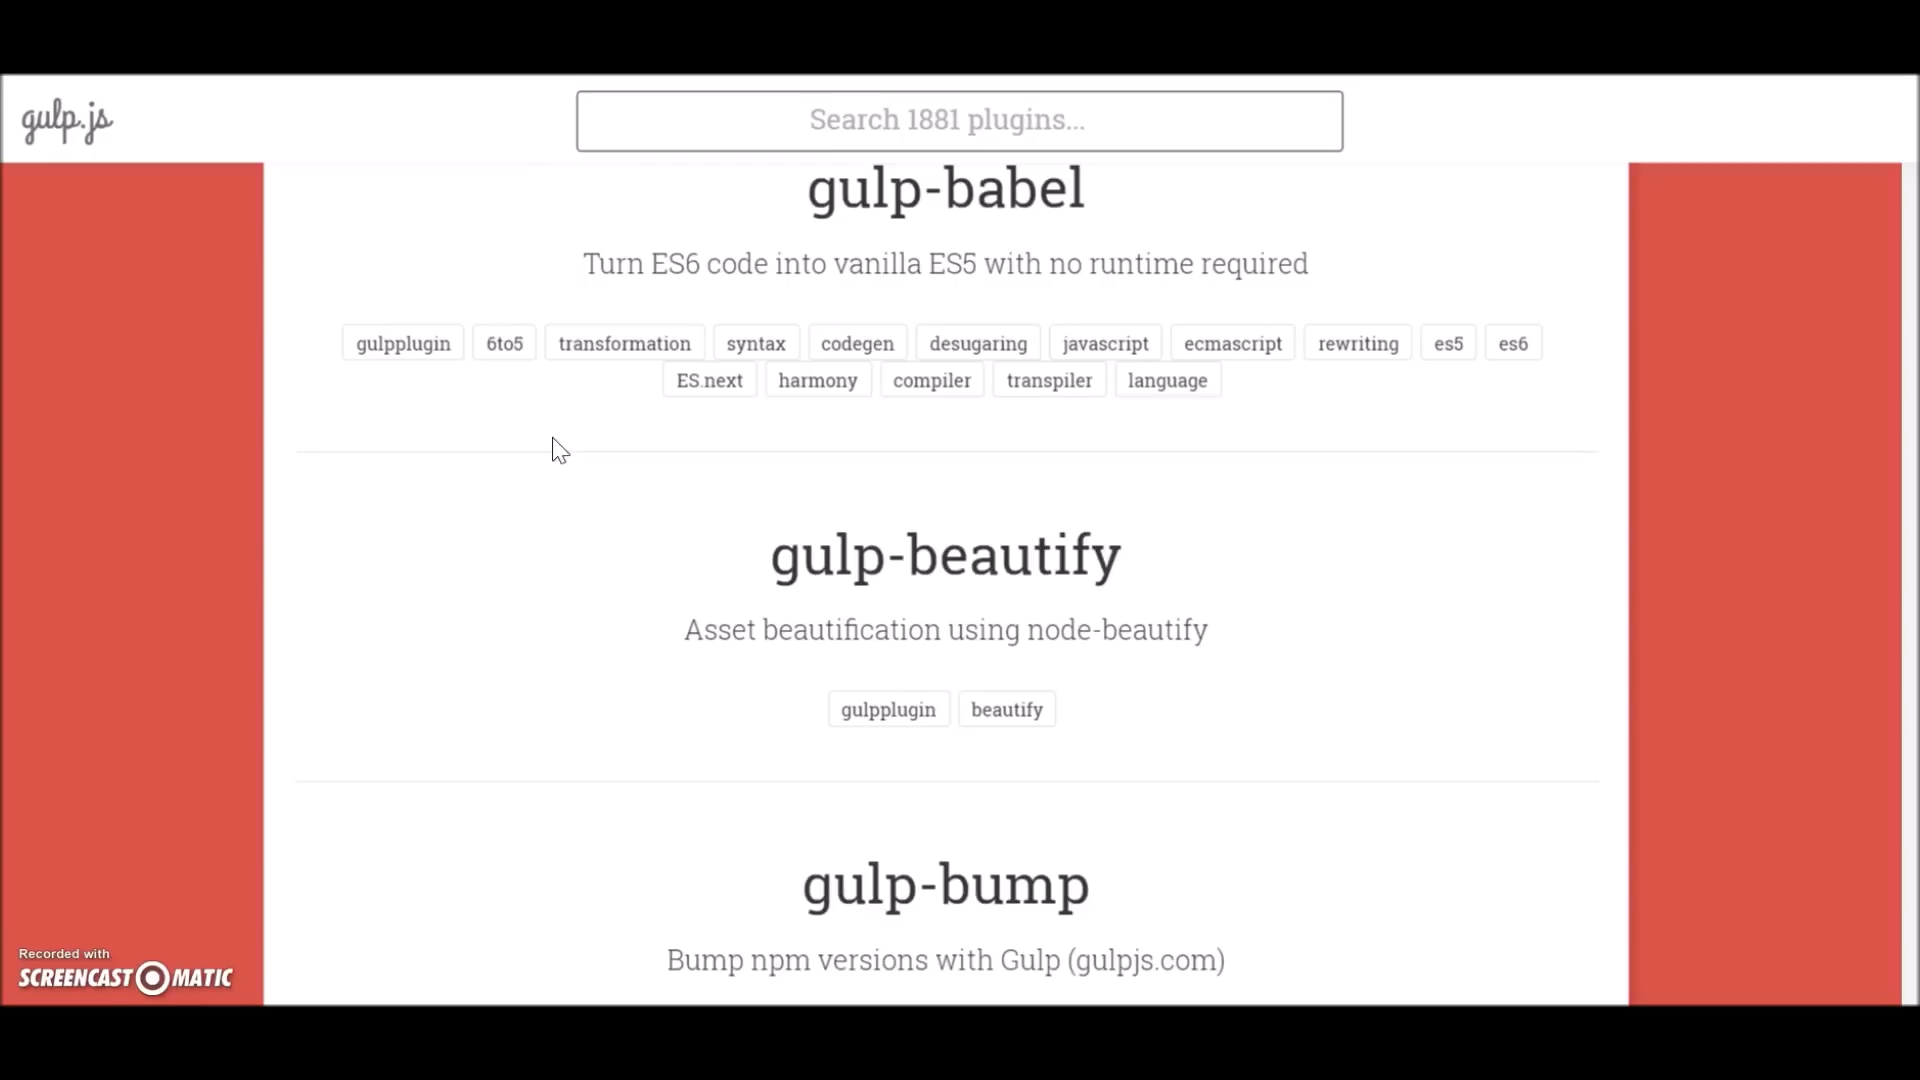 gulp.js
Search 1881 plugins...
gulp-babel
Turn ES6 code into vanilla ES5 with no runtime required
gulpplugin 6to5 transformation syntax codegen desugaring javascript ecmascript rewriting es5 es6
ES.next harmony compiler transpiler language
gulp-beautify
Asset beautification using node-beautify
gulpplugin beautify
gulp-bump
Bump npm versions with Gulp (gulpjs.com)
Recorded with
SCREENCAST MATIC